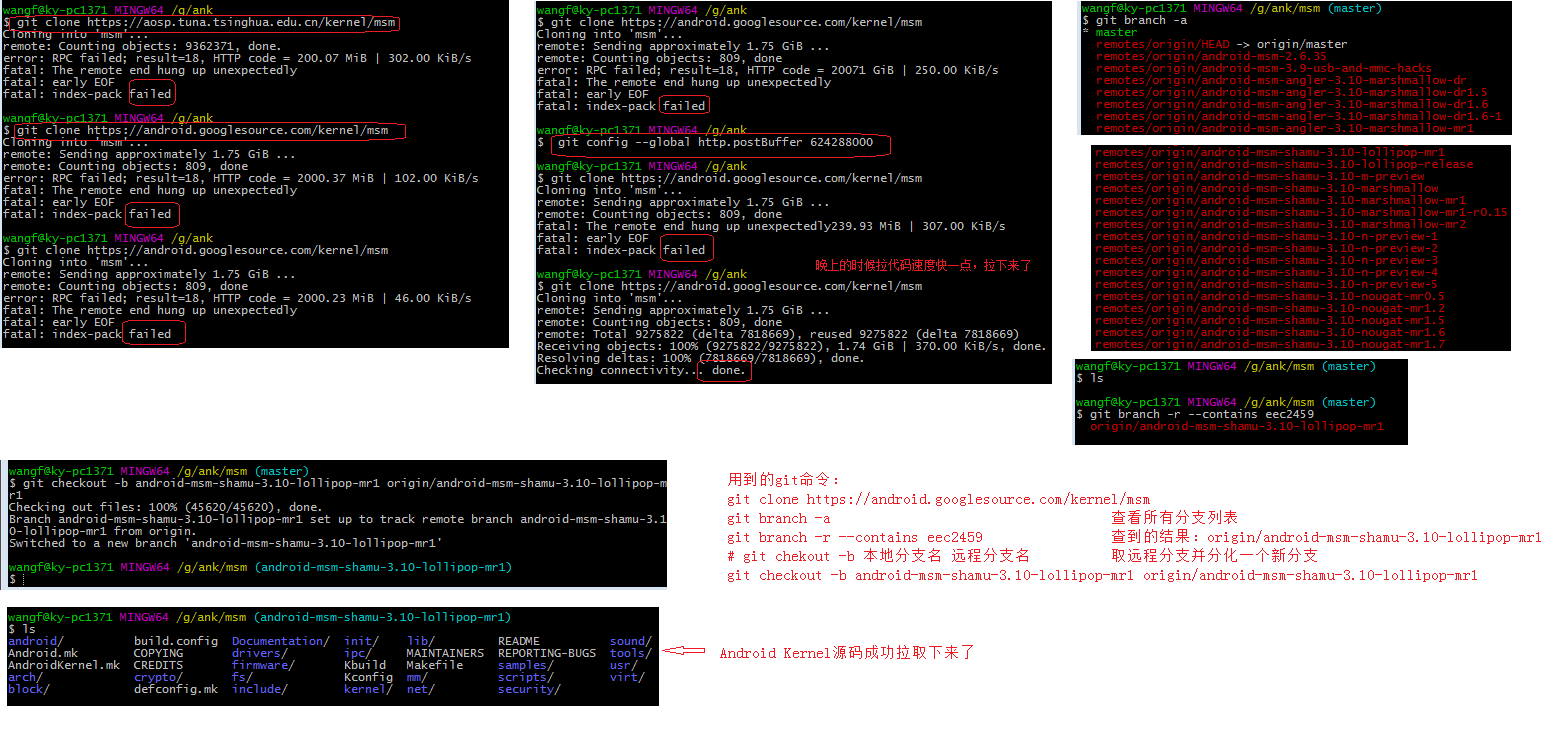 wangf@ky-pc1371 MINGW64 /g/ank
$ git clone https://aosp.tuna.tsinghua.edu.cn/kernel/msm
Cloning into 'msm'...
remote: Counting objects: 9362371, done.
error: RPC failed; result=18, HTTP code = 200.07 MiB | 302.00 KiB/s
fatal: The remote end hung up unexpectedly
fatal: early EOF
fatal: index-pack failed
wangf@ky-pc1371 MINGW64 /g/ank
$ git clone https://android.googlesource.com/kernel/msm
Cloning into 'msm'...
remote: Sending approximately 1.75 GiB ...
remote: Counting objects: 809, done
error: RPC failed; result=18, HTTP code = 2000.37 MiB | 102.00 KiB/s
fatal: The remote end hung up unexpectedly
fatal: early EOF
fatal: index-pack failed
wangf@ky-pc1371 MINGW64 /g/ank
$ git clone https://android.googlesource.com/kernel/msm
Cloning into 'msm'...
remote: Sending approximately 1.75 GiB ...
remote: Counting objects: 809, done
error: RPC failed; result=18, HTTP code = 2000.23 MiB | 46.00 KiB/s
fatal: The remote end hung up unexpectedly
fatal: early EOF
fatal: index-pack failed
wangf@ky-pc1371 MINGW64 /g/ank
$ git clone https://android.googlesource.com/kernel/msm
Cloning into 'msm'...
remote: Sending approximately 1.75 GiB ...
remote: Counting objects: 809, done
error: RPC failed; result=18, HTTP code = 20071 GiB | 250.00 KiB/s
fatal: The remote end hung up unexpectedly
fatal: early EOF
fatal: index-pack failed
wangf@ky-pc1371 MINGW64 /g/ank
$ git config --global http.postBuffer 624288000
wangf@ky-pc1371 MINGW64 /g/ank
$ git clone https://android.googlesource.com/kernel/msm
Cloning into 'msm'...
remote: Sending approximately 1.75 GiB ...
remote: Counting objects: 809, done
fatal: The remote end hung up unexpectedly239.93 MiB | 307.00 KiB/s
fatal: early EOF
fatal: index-pack failed
晚上的时候拉代码速度快一点，拉下来了
wangf@ky-pc1371 MINGW64 /g/ank
$ git clone https://android.googlesource.com/kernel/msm
Cloning into 'msm'...
remote: Sending approximately 1.75 GiB ...
remote: Counting objects: 809, done
remote: Total 9275822 (delta 7818669), reused 9275822 (delta 7818669)
Receiving objects: 100% (9275822/9275822), 1.74 GiB | 370.00 KiB/s, done.
Resolving deltas: 100% (7818669/7818669), done.
Checking connectivity... done.
wangf@ky-pc1371 MINGW64 /g/ank/msm (master)
$ git branch -a
* master
remotes/origin/HEAD -> origin/master
remotes/origin/android-msm-2.6.35
remotes/origin/android-msm-3.9-usb-and-mmc-hacks
remotes/origin/android-msm-angler-3.10-marshmallow-dr
remotes/origin/android-msm-angler-3.10-marshmallow-dr1.5
remotes/origin/android-msm-angler-3.10-marshmallow-dr1.6
remotes/origin/android-msm-angler-3.10-marshmallow-dr1.6-1
remotes/origin/android-msm-angler-3.10-marshmallow-mr1
remotes/origin/android-msm-shamu-3.10-lollipop-mr1
remotes/origin/android-msm-shamu-3.10-lollipop-release
remotes/origin/android-msm-shamu-3.10-m-preview
remotes/origin/android-msm-shamu-3.10-marshmallow
remotes/origin/android-msm-shamu-3.10-marshmallow-mr1
remotes/origin/android-msm-shamu-3.10-marshmallow-mr1-r0.15
remotes/origin/android-msm-shamu-3.10-marshmallow-mr2
remotes/origin/android-msm-shamu-3.10-n-preview-1
remotes/origin/android-msm-shamu-3.10-n-preview-2
remotes/origin/android-msm-shamu-3.10-n-preview-3
remotes/origin/android-msm-shamu-3.10-n-preview-4
remotes/origin/android-msm-shamu-3.10-n-preview-5
remotes/origin/android-msm-shamu-3.10-nougat-mr0.5
remotes/origin/android-msm-shamu-3.10-nougat-mr1.2
remotes/origin/android-msm-shamu-3.10-nougat-mr1.5
remotes/origin/android-msm-shamu-3.10-nougat-mr1.6
remotes/origin/android-msm-shamu-3.10-nougat-mr1.7
wangf@ky-pc1371 MINGW64 /g/ank/msm (master)
$ ls
wangf@ky-pc1371 MINGW64 /g/ank/msm (master)
$ git branch -r --contains eec2459
origin/android-msm-shamu-3.10-lollipop-mr1
wangf@ky-pc1371 MINGW64 /g/ank/msm (master)
$ git checkout -b android-msm-shamu-3.10-lollipop-mr1 origin/android-msm-shamu-3.10-lollipop-m
r1
Checking out files: 100% (45620/45620), done.
Branch android-msm-shamu-3.10-lollipop-mr1 set up to track remote branch android-msm-shamu-3.1
0-lollipop-mr1 from origin.
Switched to a new branch 'android-msm-shamu-3.10-lollipop-mr1'
wangf@ky-pc1371 MINGW64 /g/ank/msm (android-msm-shamu-3.10-lollipop-mr1)
$
用到的git命令：
git clone https://android.googlesource.com/kernel/msm
git branch -a 查看所有分支列表
git branch -r --contains eec2459 查到的结果：origin/android-msm-shamu-3.10-lollipop-mr1
# git chekout -b 本地分支名 远程分支名 取远程分支并分化一个新分支
git checkout -b android-msm-shamu-3.10-lollipop-mr1 origin/android-msm-shamu-3.10-lollipop-mr1
wangf@ky-pc1371 MINGW64 /g/ank/msm (android-msm-shamu-3.10-lollipop-mr1)
$ ls
android/ build.config Documentation/ init/ lib/ README sound/
Android.mk COPYING drivers/ ipc/ MAINTAINERS REPORTING-BUGS tools/
AndroidKernel.mk CREDITS firmware/ Kbuild Makefile samples/ usr/
arch/ crypto/ fs/ Kconfig mm/ scripts/ virt/
block/ defconfig.mk include/ kernel/ net/ security/
Android Kernel源码成功拉取下来了